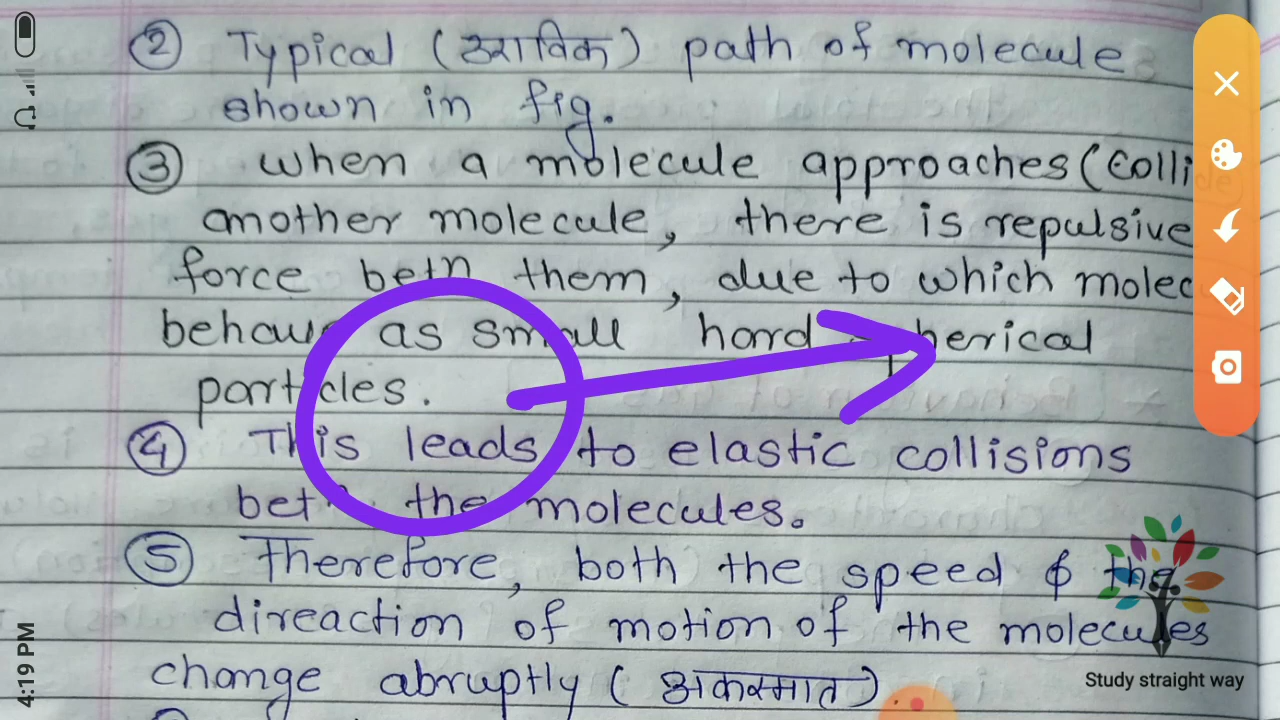 ② Typical (ठराविक) path of molecule
shown in fig.
③ when a molecule approaches (colli
another molecule, there is repulsive
force betn them, due to which molec
behave as small hard spherical
particles.
④ This leads to elastic collisions
betn the molecules.
⑤ Therefore, both the speed & the
direaction of motion of the molecules
change abruptly (अकस्मात)
Study straight way
4:19 PM